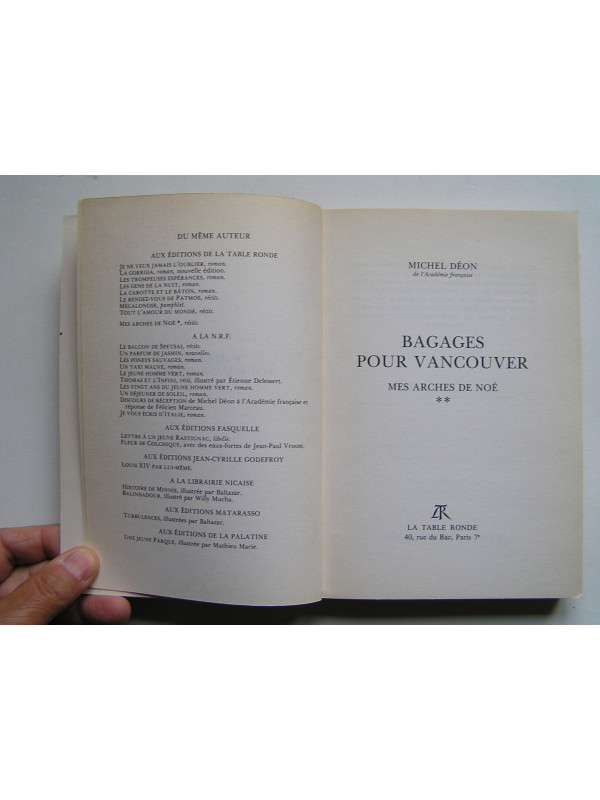 DU MÊME AUTEUR
AUX ÉDITIONS DE LA TABLE RONDE
JE NE VEUX JAMAIS L'OUBLIER, roman.
LA CORRIDA, roman, nouvelle édition.
LES TROMPEUSES ESPÉRANCES, roman.
LES GENS DE LA NUIT, roman.
LA CAROTTE ET LE BÂTON, roman.
LE RENDEZ-VOUS DE PATMOS, récits.
MÉGALONOSE, pamphlet.
TOUT L'AMOUR DU MONDE, récits.
MES ARCHES DE NOÉ *, récits.
A LA N.R.F.
LE BALCON DE SPETSAI, récits.
UN PARFUM DE JASMIN, nouvelles.
LES PONEYS SAUVAGES, roman.
UN TAXI MAUVE, roman.
LE JEUNE HOMME VERT, roman.
THOMAS ET L'INFINI, récit, illustré par Étienne Delessert.
LES VINGT ANS DU JEUNE HOMME VERT, roman.
UN DÉJEUNER DE SOLEIL, roman.
DISCOURS DE RÉCEPTION de Michel Déon à l'Académie française et
réponse de Félicien Marceau.
JE VOUS ÉCRIS D'ITALIE, roman.
AUX ÉDITIONS FASQUELLE
LETTRE À UN JEUNE RASTIGNAC, libelle.
FLEUR DE COLCHIQUE, avec des eaux-fortes de Jean-Paul Vroom.
AUX ÉDITIONS JEAN-CYRILLE GODEFROY
LOUIS XIV PAR LUI-MÊME.
A LA LIBRAIRIE NICAISE
HISTOIRE DE MINNIE, illustrée par Baltazar.
BALINBADOUR, illustré par Willy Mucha.
AUX ÉDITIONS MATARASSO
TURBULENCES, illustrées par Baltazar.
AUX ÉDITIONS DE LA PALATINE
UNE JEUNE PARQUE, illustrée par Mathieu Marie.
MICHEL DÉON
de l'Académie française
BAGAGES
POUR VANCOUVER
MES ARCHES DE NOÉ
**
TR
LA TABLE RONDE
40, rue du Bac, Paris 7e